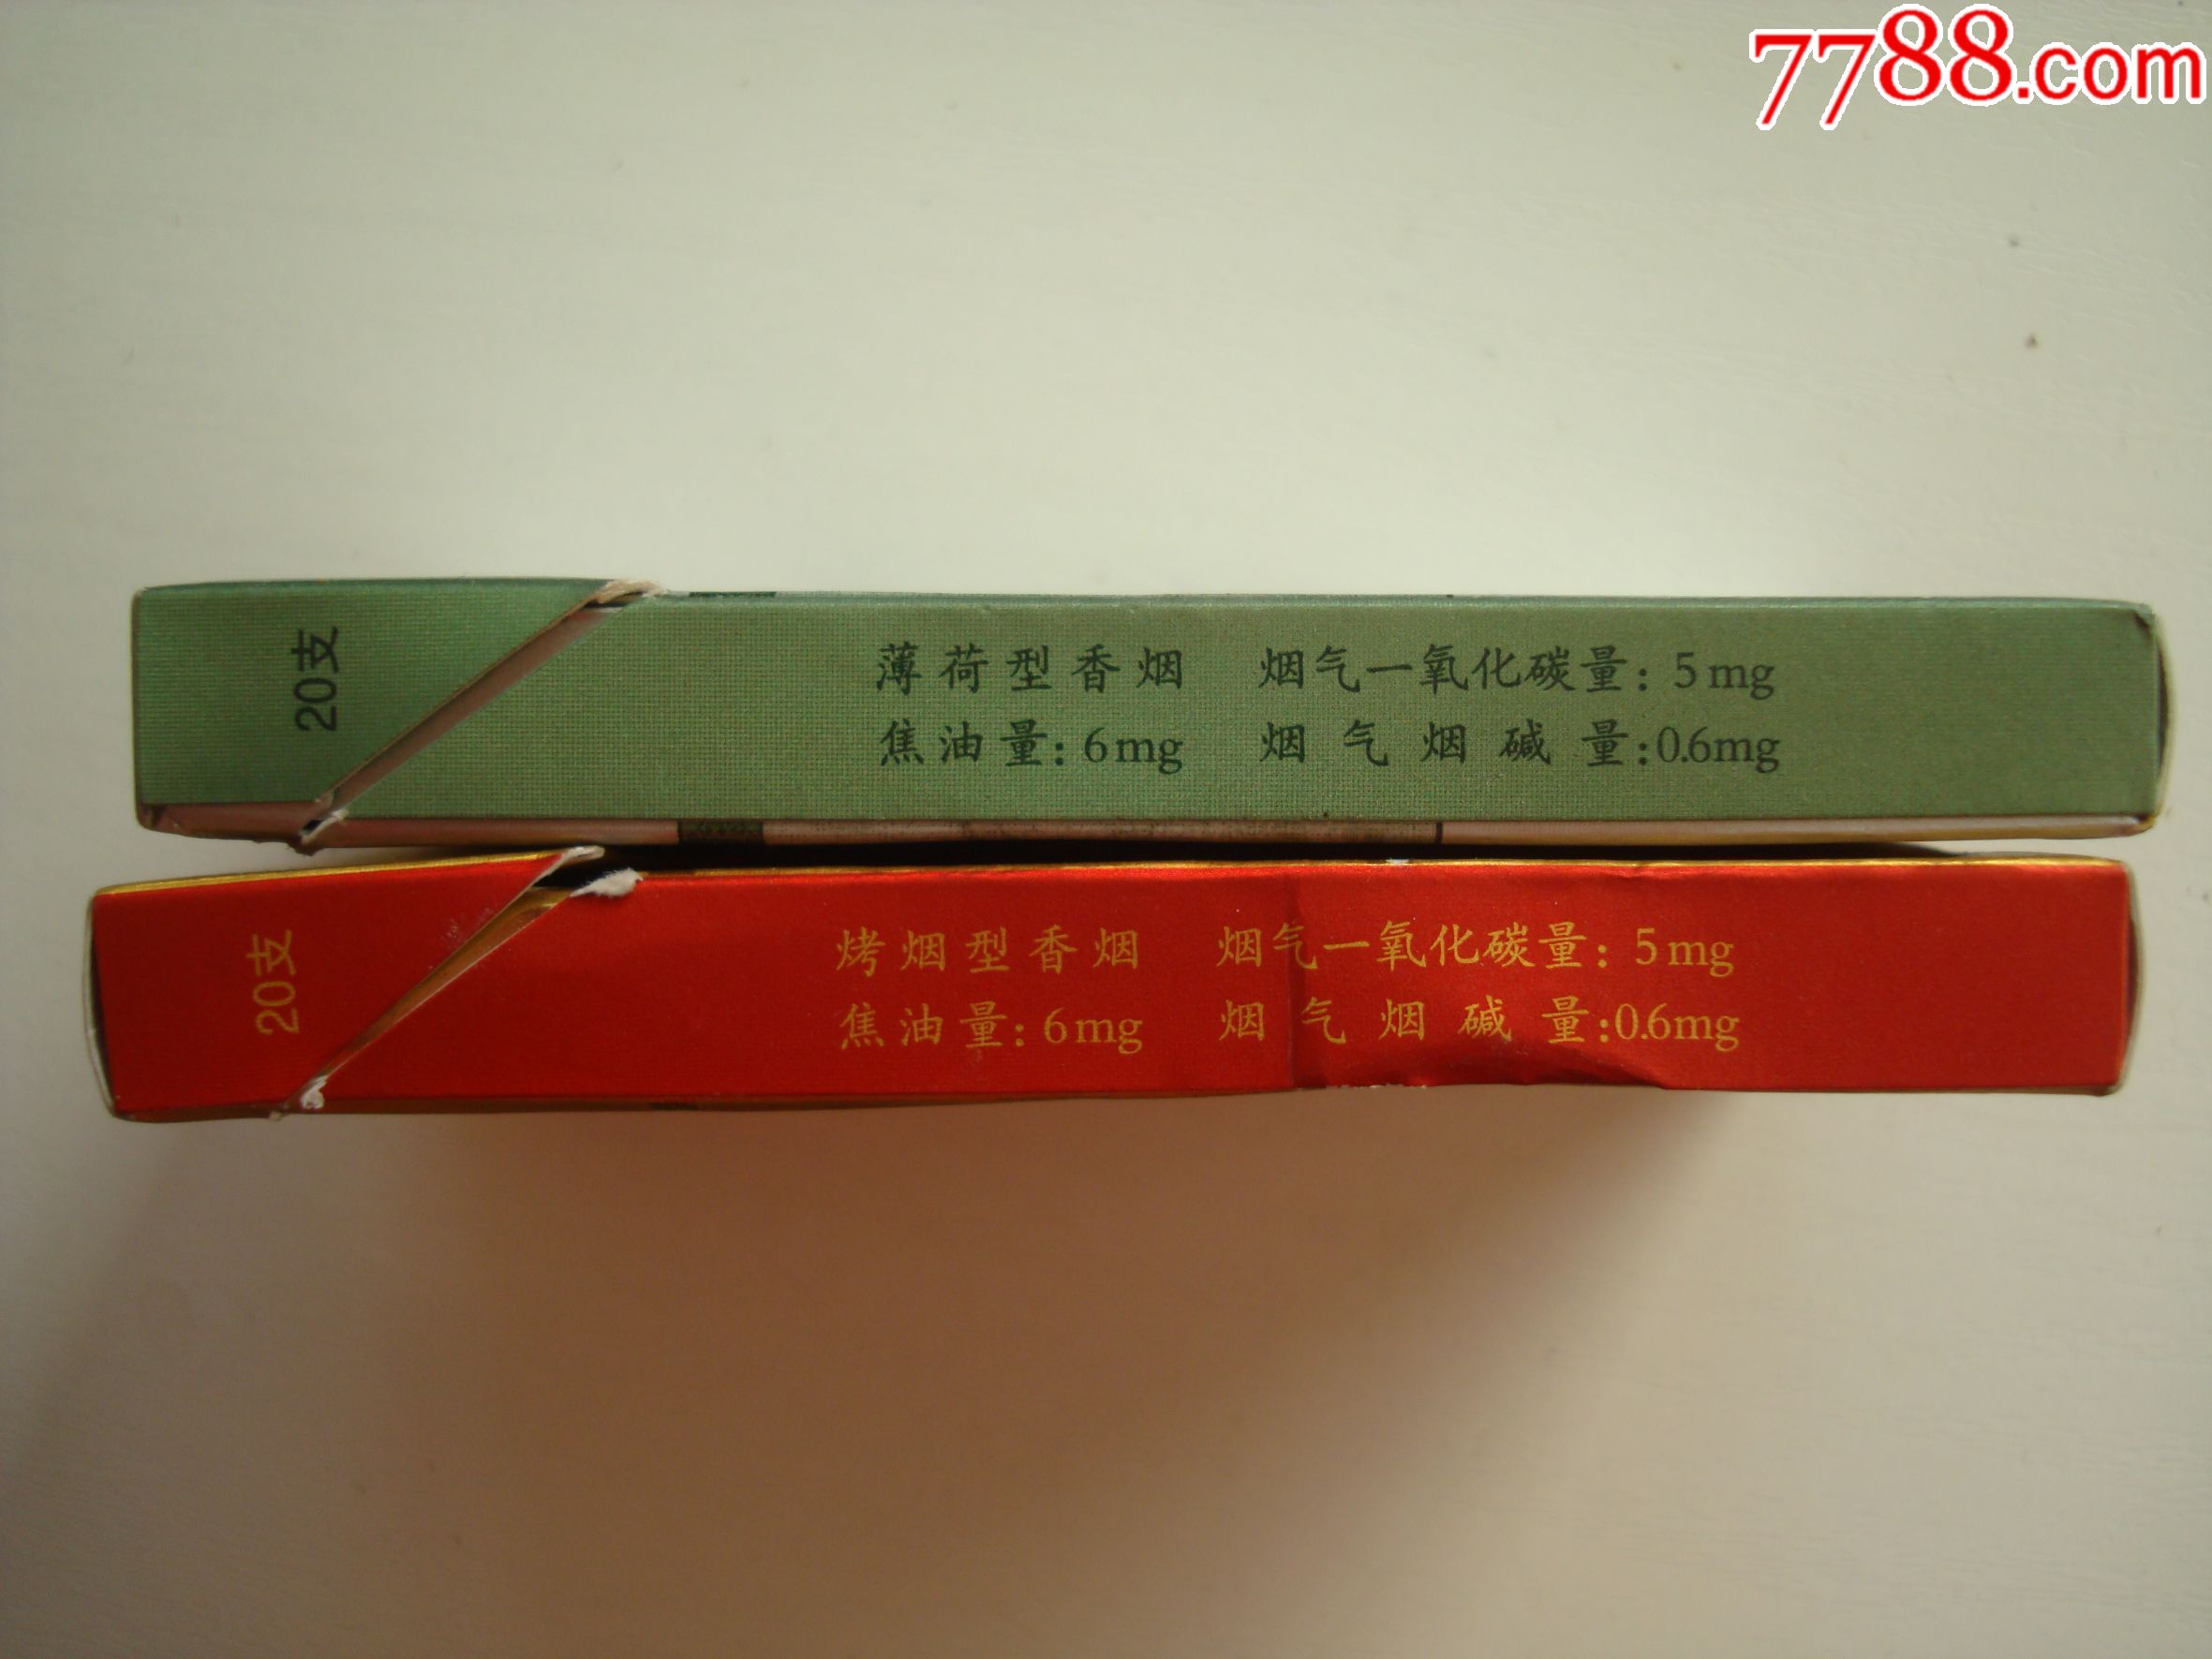 7788.com
20支
薄荷型香烟 烟气一氧化碳量: 5mg
焦油量: 6mg 烟气烟碱量:0.6mg
20支
烤烟型香烟 烟气一氧化碳量: 5mg
焦油量: 6mg 烟气烟碱量:0.6mg